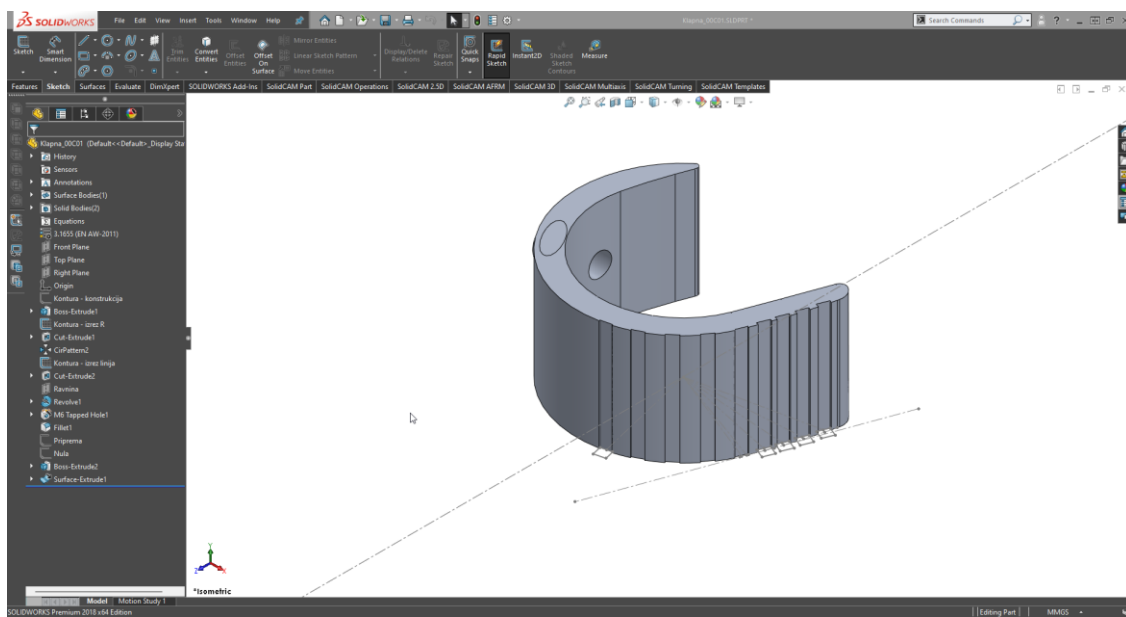 SOLIDWORKS File Edit View Insert Tools Window Help Klapna_00C01.SLDPRT * Search Commands
Sketch Smart Dimension Trim Entities Convert Entities Offset Entities Offset On Surface Mirror Entities Linear Sketch Pattern Move Entities Display/Delete Relations Repair Sketch Quick Snaps Rapid Sketch Instant2D Shaded Sketch Contours Measure
Features Sketch Surfaces Evaluate DimXpert SOLIDWORKS Add-Ins SolidCAM Part SolidCAM Operations SolidCAM 2.5D SolidCAM AFRM SolidCAM 3D SolidCAM Multiaxis SolidCAM Turning SolidCAM Templates
Klapna_00C01 (Default<<Default>_Display Sta
History
Sensors
Annotations
Surface Bodies(1)
Solid Bodies(2)
Equations
3.1655 (EN AW-2011)
Front Plane
Top Plane
Right Plane
Origin
Kontura - konstrukcija
Boss-Extrude1
Kontura - izrez R
Cut-Extrude1
CirPattern2
Kontura - izrez linija
Cut-Extrude2
Ravnina
Revolve1
M6 Tapped Hole1
Fillet1
Priprema
Nula
Boss-Extrude2
Surface-Extrude1
Y
Z
*Isometric
Model Motion Study 1
SOLIDWORKS Premium 2018 x64 Edition Editing Part MMGS